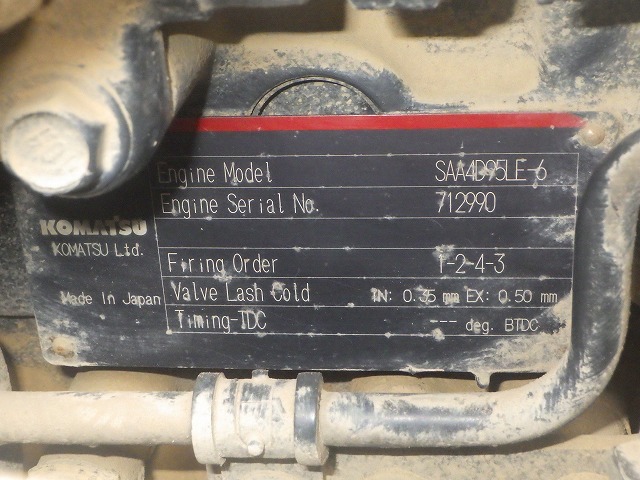 Engine Model SAA4D95LE-6
Engine Serial No. 712990
KOMATSU
KOMATSU Ltd.
Firing Order 1-2-4-3
Made In Japan
Valve Lash Cold IN: 0.35 mm EX: 0.50 mm
Timing-TDC --- deg. BTDC